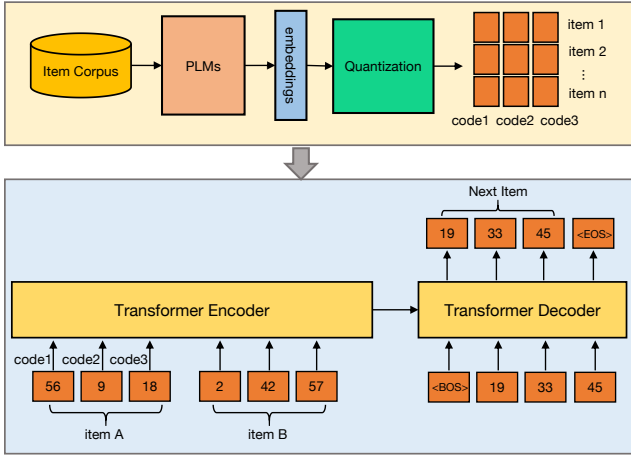 item 1
item 2
⋮
item n
Item Corpus
PLMs
embeddings
Quantization
code1 code2 code3
Next Item
19 33 45 <EOS>
Transformer Encoder
Transformer Decoder
code1 code2 code3
56 9 18 2 42 57
<BOS> 19 33 45
item A
item B